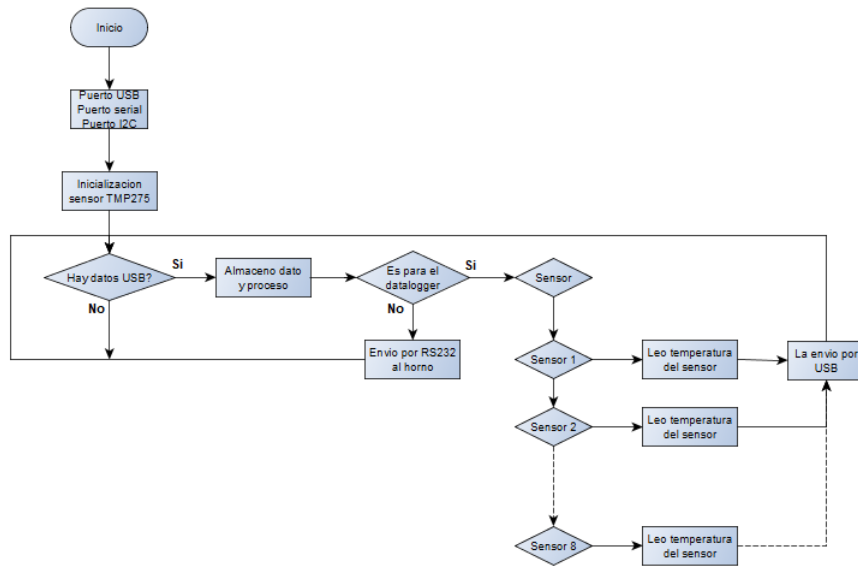 Inicio
Puerto USB
Puerto serial
Puerto I2C
Inicializacion
sensor TMP275
Hay datos USB?
Si
No
Almaceno dato
y proceso
Es para el
datalogger
Si
No
Envio por RS232
al horno
Sensor
Sensor 1
Leo temperatura
del sensor
La envio por
USB
Sensor 2
Leo temperatura
del sensor
Sensor 8
Leo temperatura
del sensor